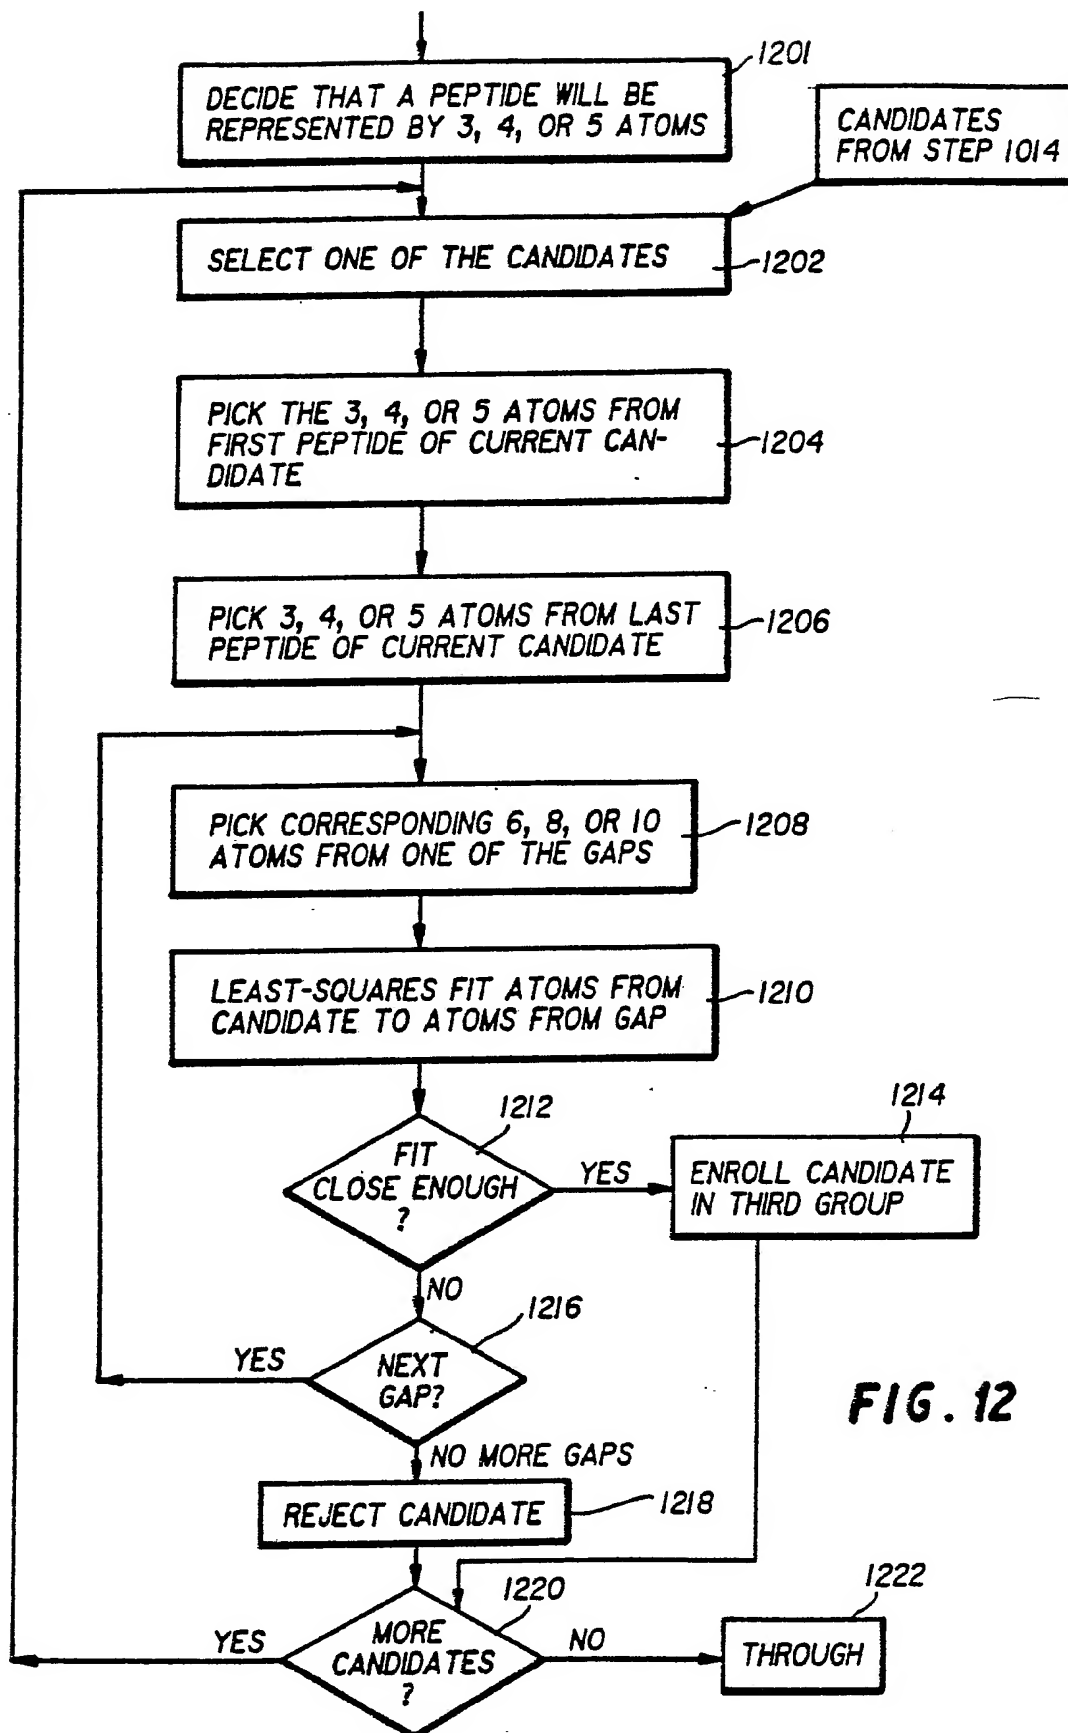 1201
DECIDE THAT A PEPTIDE WILL BE
REPRESENTED BY 3, 4, OR 5 ATOMS
CANDIDATES
FROM STEP 1014
SELECT ONE OF THE CANDIDATES
1202
PICK THE 3, 4, OR 5 ATOMS FROM
FIRST PEPTIDE OF CURRENT CAN-
DIDATE
1204
PICK 3, 4, OR 5 ATOMS FROM LAST
PEPTIDE OF CURRENT CANDIDATE
1206
PICK CORRESPONDING 6, 8, OR 10
ATOMS FROM ONE OF THE GAPS
1208
LEAST-SQUARES FIT ATOMS FROM
CANDIDATE TO ATOMS FROM GAP
1210
1212
FIT
CLOSE ENOUGH
?
YES
1214
ENROLL CANDIDATE
IN THIRD GROUP
NO
1216
NEXT
GAP?
YES
NO MORE GAPS
FIG. 12
REJECT CANDIDATE
1218
1220
MORE
CANDIDATES
?
YES
NO
1222
THROUGH